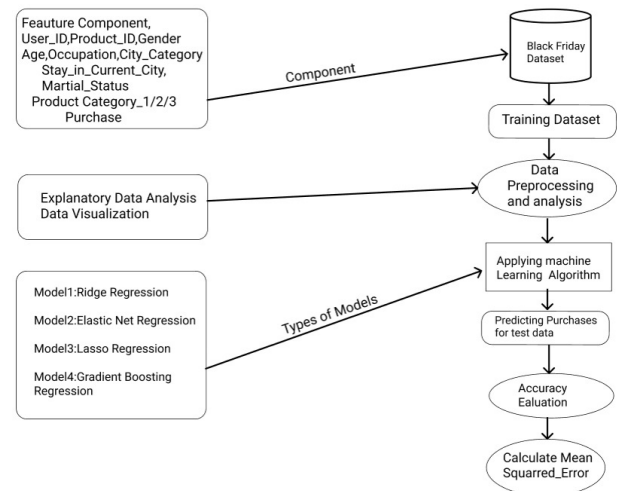 Feauture Component,
User_ID,Product_ID,Gender
Age,Occupation,City_Category
Stay_in_Current_City,
Martial_Status
Product Category_1/2/3
Purchase
Component
Black Friday
Dataset
Training Dataset
Explanatory Data Analysis
Data Visualization
Data
Preprocessing
and analysis
Model1:Ridge Regression
Model2:Elastic Net Regression
Model3:Lasso Regression
Model4:Gradient Boosting
Regression
Types of Models
Applying machine
Learning Algorithm
Predicting Purchases
for test data
Accuracy
Ealuation
Calculate Mean
Squarred_Error